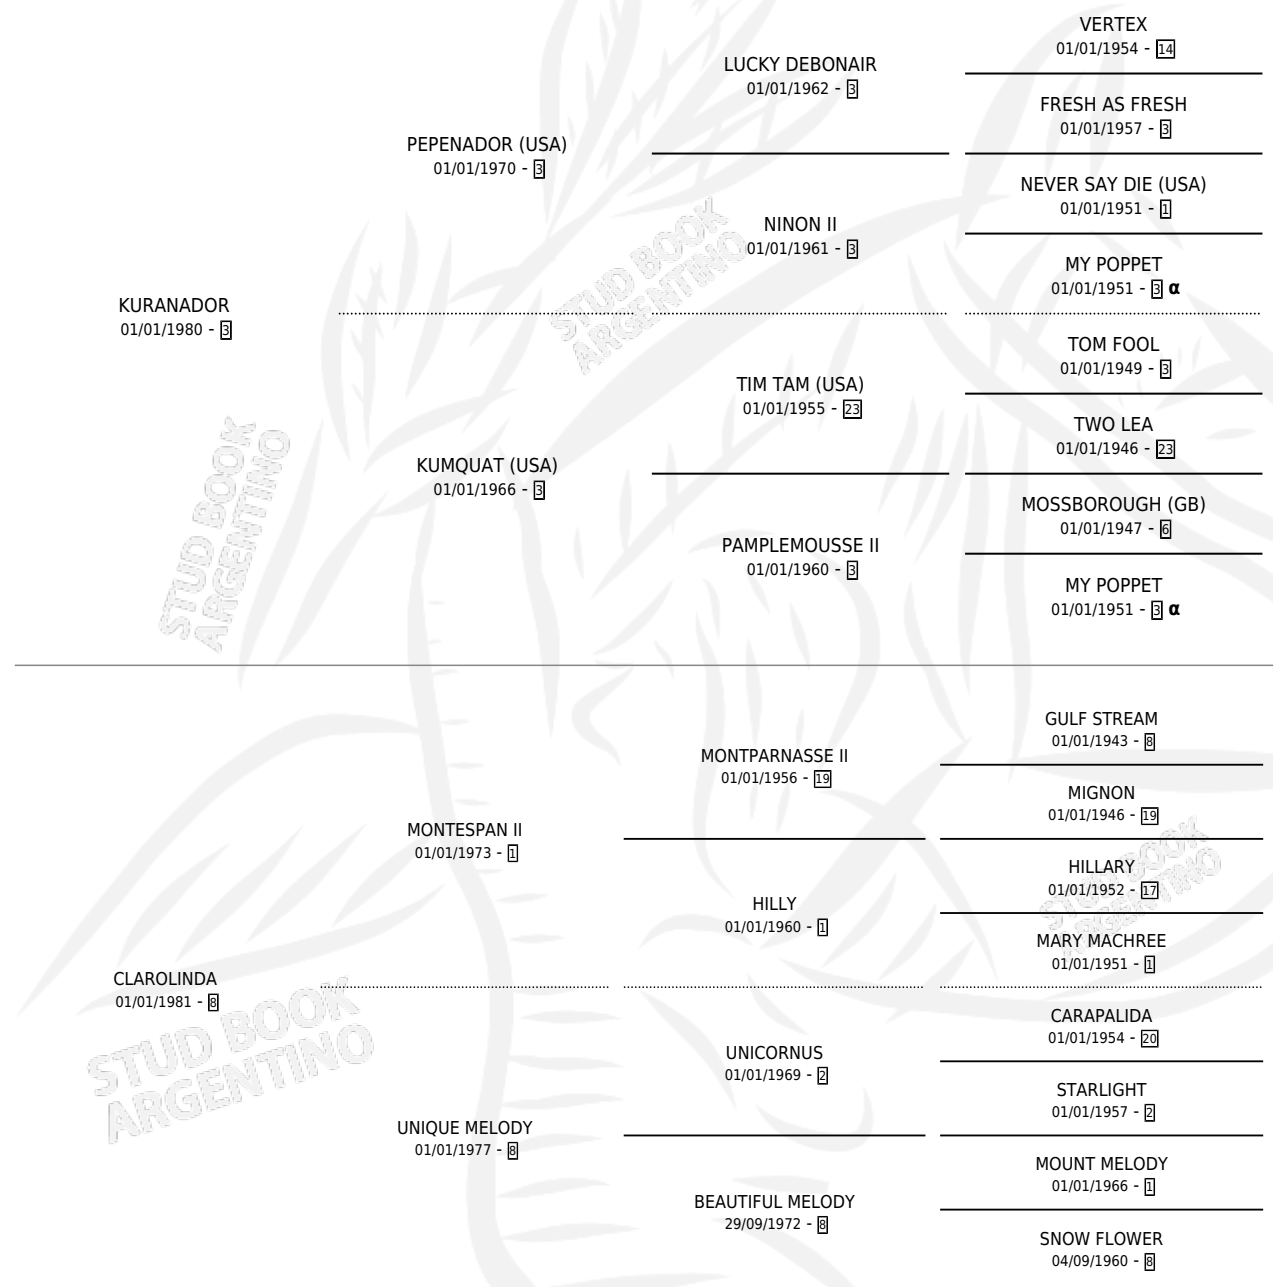 VERTEX
01/01/1954 - 14
LUCKY DEBONAIR
01/01/1962 - 3
FRESH AS FRESH
01/01/1957 - 3
PEPENADOR (USA)
01/01/1970 - 3
NEVER SAY DIE (USA)
01/01/1951 - 1
NINON II
01/01/1961 - 3
MY POPPET
01/01/1951 - 3 α
KURANADOR
01/01/1980 - 3
TOM FOOL
01/01/1949 - 3
TIM TAM (USA)
01/01/1955 - 23
TWO LEA
01/01/1946 - 23
KUMQUAT (USA)
01/01/1966 - 3
MOSSBOROUGH (GB)
01/01/1947 - 6
PAMPLEMOUSSE II
01/01/1960 - 3
MY POPPET
01/01/1951 - 3 α
GULF STREAM
01/01/1943 - 8
MONTPARNASSE II
01/01/1956 - 19
MIGNON
01/01/1946 - 19
MONTESPAN II
01/01/1973 - 1
HILLARY
01/01/1952 - 17
HILLY
01/01/1960 - 1
MARY MACHREE
01/01/1951 - 1
CLAROLINDA
01/01/1981 - 8
CARAPALIDA
01/01/1954 - 20
UNICORNUS
01/01/1969 - 2
STARLIGHT
01/01/1957 - 2
UNIQUE MELODY
01/01/1977 - 8
MOUNT MELODY
01/01/1966 - 1
BEAUTIFUL MELODY
29/09/1972 - 8
SNOW FLOWER
04/09/1960 - 8
STUD BOOK
ARGENTINO
STUD BOOK
ARGENTINO
STUD BOOK
ARGENTINO
STUD BOOK
ARGENTINO